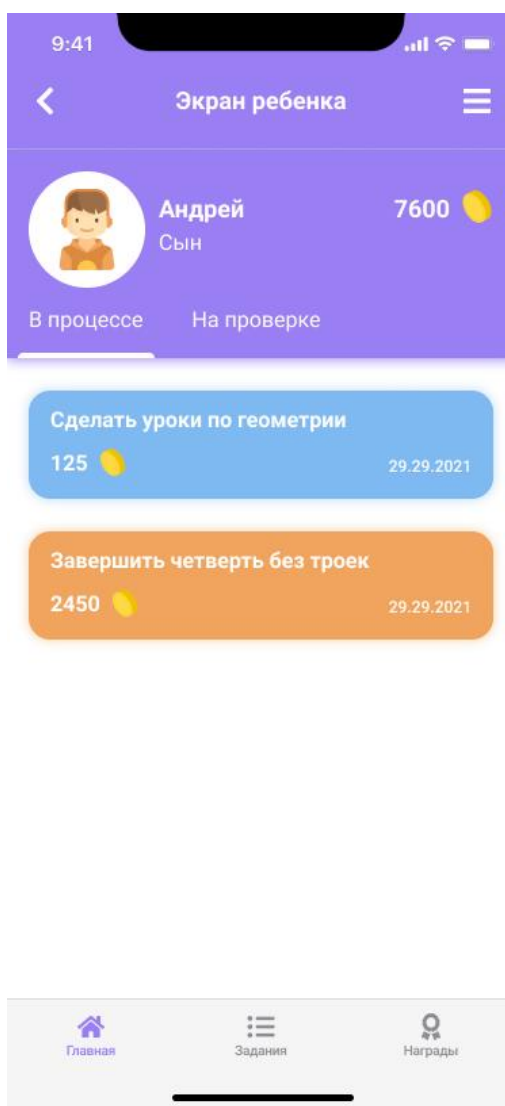 9:41
Экран ребенка
Андрей
7600
Сын
В процессе
На проверке
Сделать уроки по геометрии
125
29.29.2021
Завершить четверть без троек
2450
29.29.2021
Главная
Задания
Награды